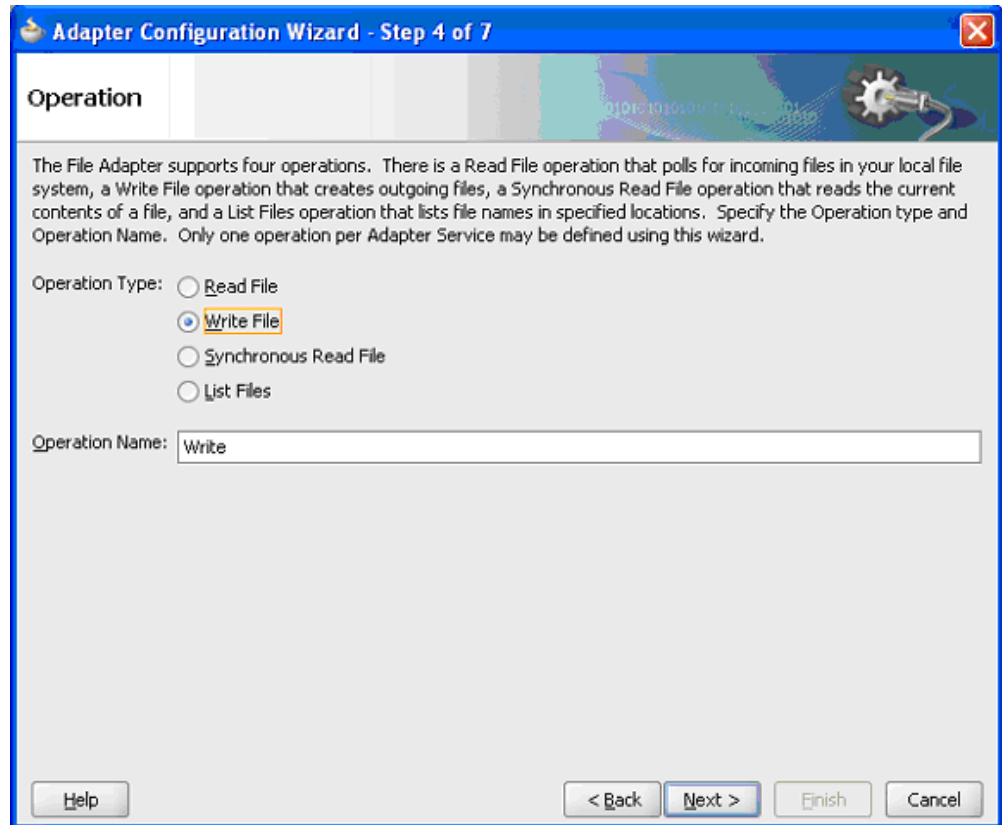 Adapter Configuration Wizard - Step 4 of 7
Operation
The File Adapter supports four operations. There is a Read File operation that polls for incoming files in your local file
system, a Write File operation that creates outgoing files, a Synchronous Read File operation that reads the current
contents of a file, and a List Files operation that lists file names in specified locations. Specify the Operation type and
Operation Name. Only one operation per Adapter Service may be defined using this wizard.
Operation Type: Read File
Write File
Synchronous Read File
List Files
Operation Name: Write
Help < Back Next > Finish Cancel